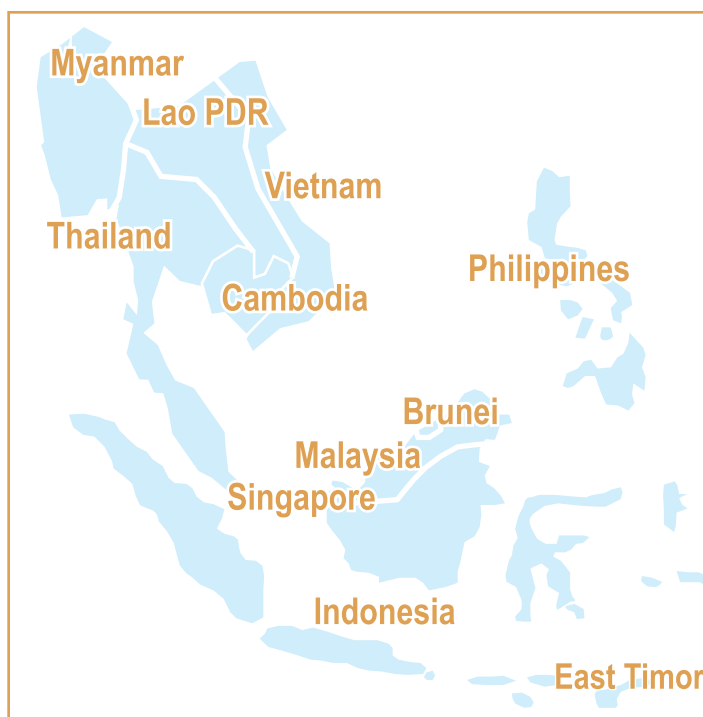 Myanmar
Lao PDR
Vietnam
Thailand
Philippines
Cambodia
Brunei
Malaysia
Singapore
Indonesia
East Timor